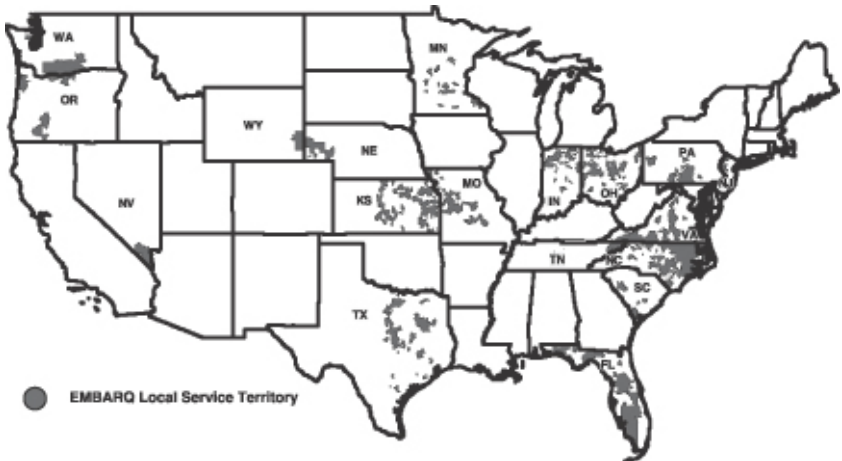 WA
MN
OR
WY
NE
PA
NJ
NV
KS
MO
IN
OH
VA
TN
NC
SC
TX
FL
EMBARQ Local Service Territory